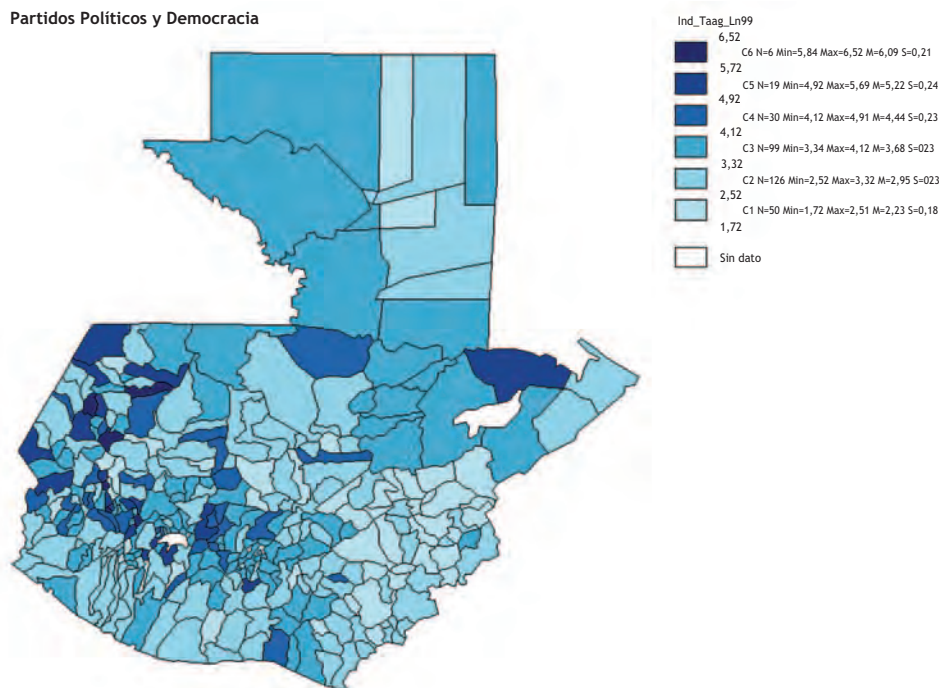 Partidos Políticos y Democracia
Ind_Taag_Ln99
6,52
C6 N=6 Min=5,84 Max=6,52 M=6,09 S=0,21
5,72
C5 N=19 Min=4,92 Max=5,69 M=5,22 S=0,24
4,92
C4 N=30 Min=4,12 Max=4,91 M=4,44 S=0,23
4,12
C3 N=99 Min=3,34 Max=4,12 M=3,68 S=023
3,32
C2 N=126 Min=2,52 Max=3,32 M=2,95 S=023
2,52
C1 N=50 Min=1,72 Max=2,51 M=2,23 S=0,18
1,72
Sin dato